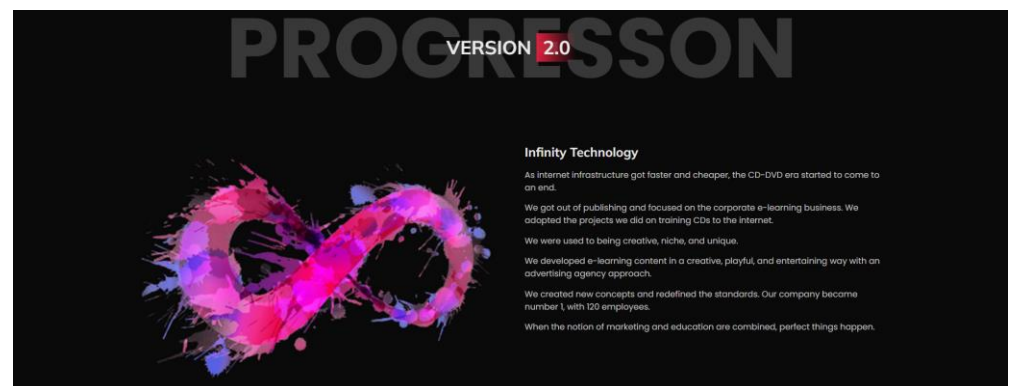 PROGRESSON
VERSION 2.0
Infinity Technology
As internet infrastructure got faster and cheaper, the CD-DVD era started to come to
an end.
We got out of publishing and focused on the corporate e-learning business. We
adopted the projects we did on training CDs to the internet.
We were used to being creative, niche, and unique.
We developed e-learning content in a creative, playful, and entertaining way with an
advertising agency approach.
We created new concepts and redefined the standards. Our company became
number 1, with 120 employees.
When the notion of marketing and education are combined, perfect things happen.